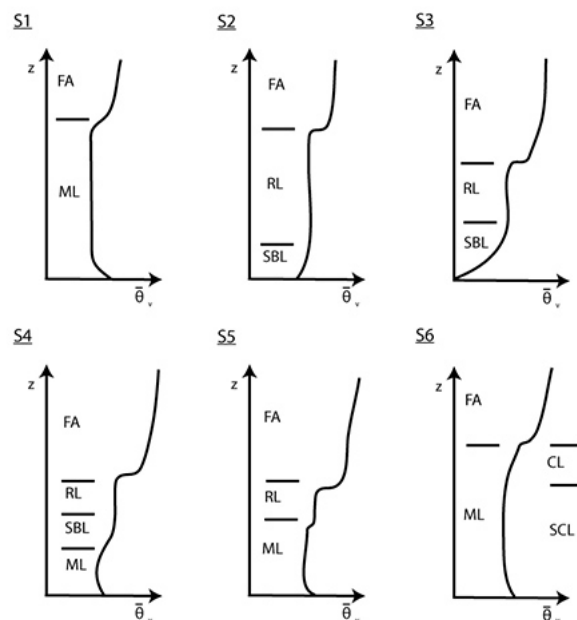 S1
z
FA
ML
θ̄ v
S2
z
FA
RL
SBL
θ̄ v
S3
z
FA
RL
SBL
θ̄ v
S4
z
FA
RL
SBL
ML
θ̄ v
S5
z
FA
RL
ML
θ̄ v
S6
z
FA
ML
CL
SCL
θ̄ v